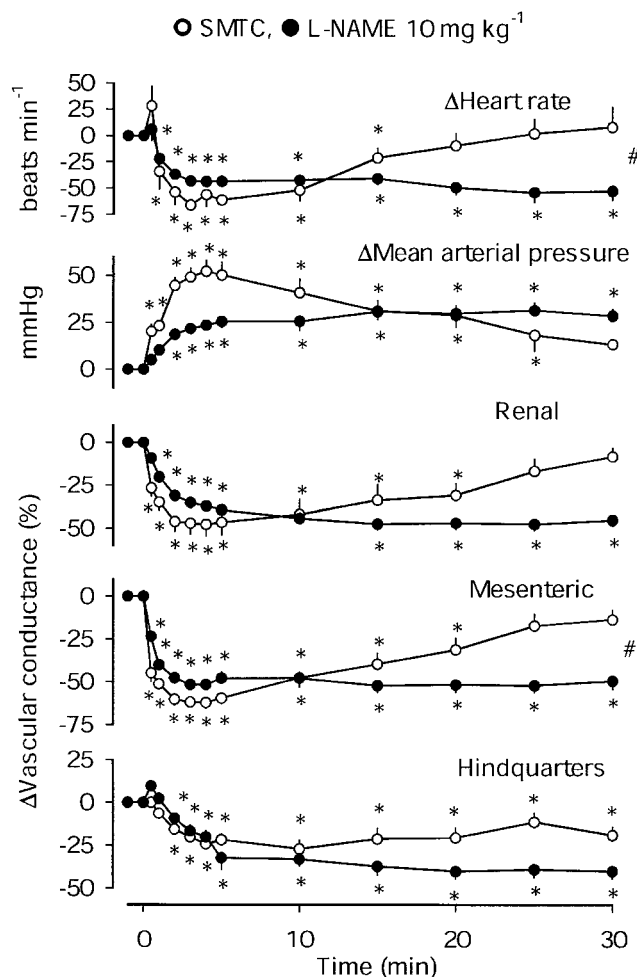 ○ SMTC, ● L-NAME 10 mg kg⁻¹
ΔHeart rate
beats min⁻¹
50
25
0
-25
-50
-75
* * * * * * * *
* * * * * * * * * *
#
ΔMean arterial pressure
mmHg
50
25
0
* * * * * * * * * * *
* * * * * * * * *
Renal
0
-25
-50
* * * * * * * *
* * * * * * * * * *
Mesenteric
0
-25
-50
-75
* * * * * * * * *
* * * * * * * * * * *
#
Hindquarters
25
0
-25
-50
* * * * * * * * *
* * * * * * * * *
ΔVascular conductance (%)
0
10
20
30
Time (min)